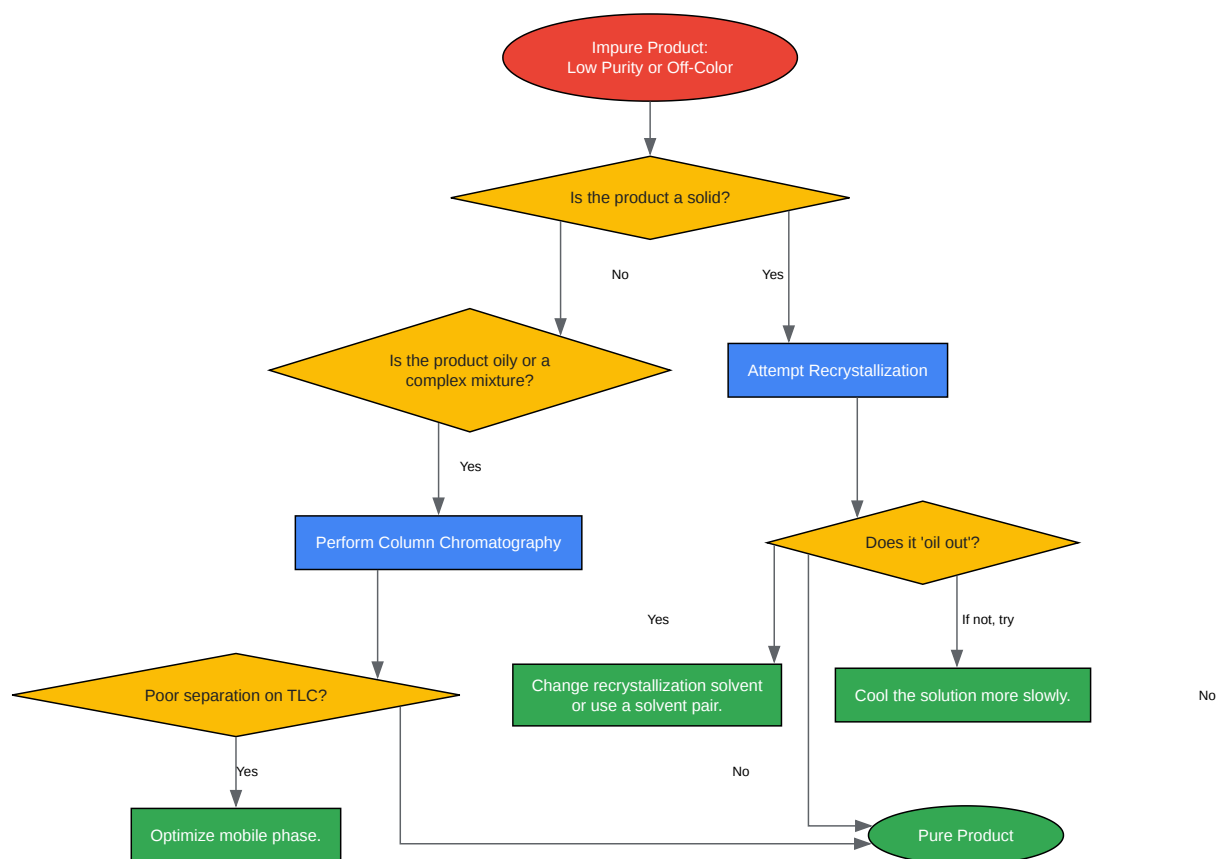 Impure Product:
Low Purity or Off-Color
Is the product a solid?
No
Yes
Is the product oily or a
complex mixture?
Attempt Recrystallization
Yes
Perform Column Chromatography
Does it 'oil out'?
Yes
If not, try
Poor separation on TLC?
Change recrystallization solvent
or use a solvent pair.
Cool the solution more slowly.
No
Yes
No
Optimize mobile phase.
Pure Product